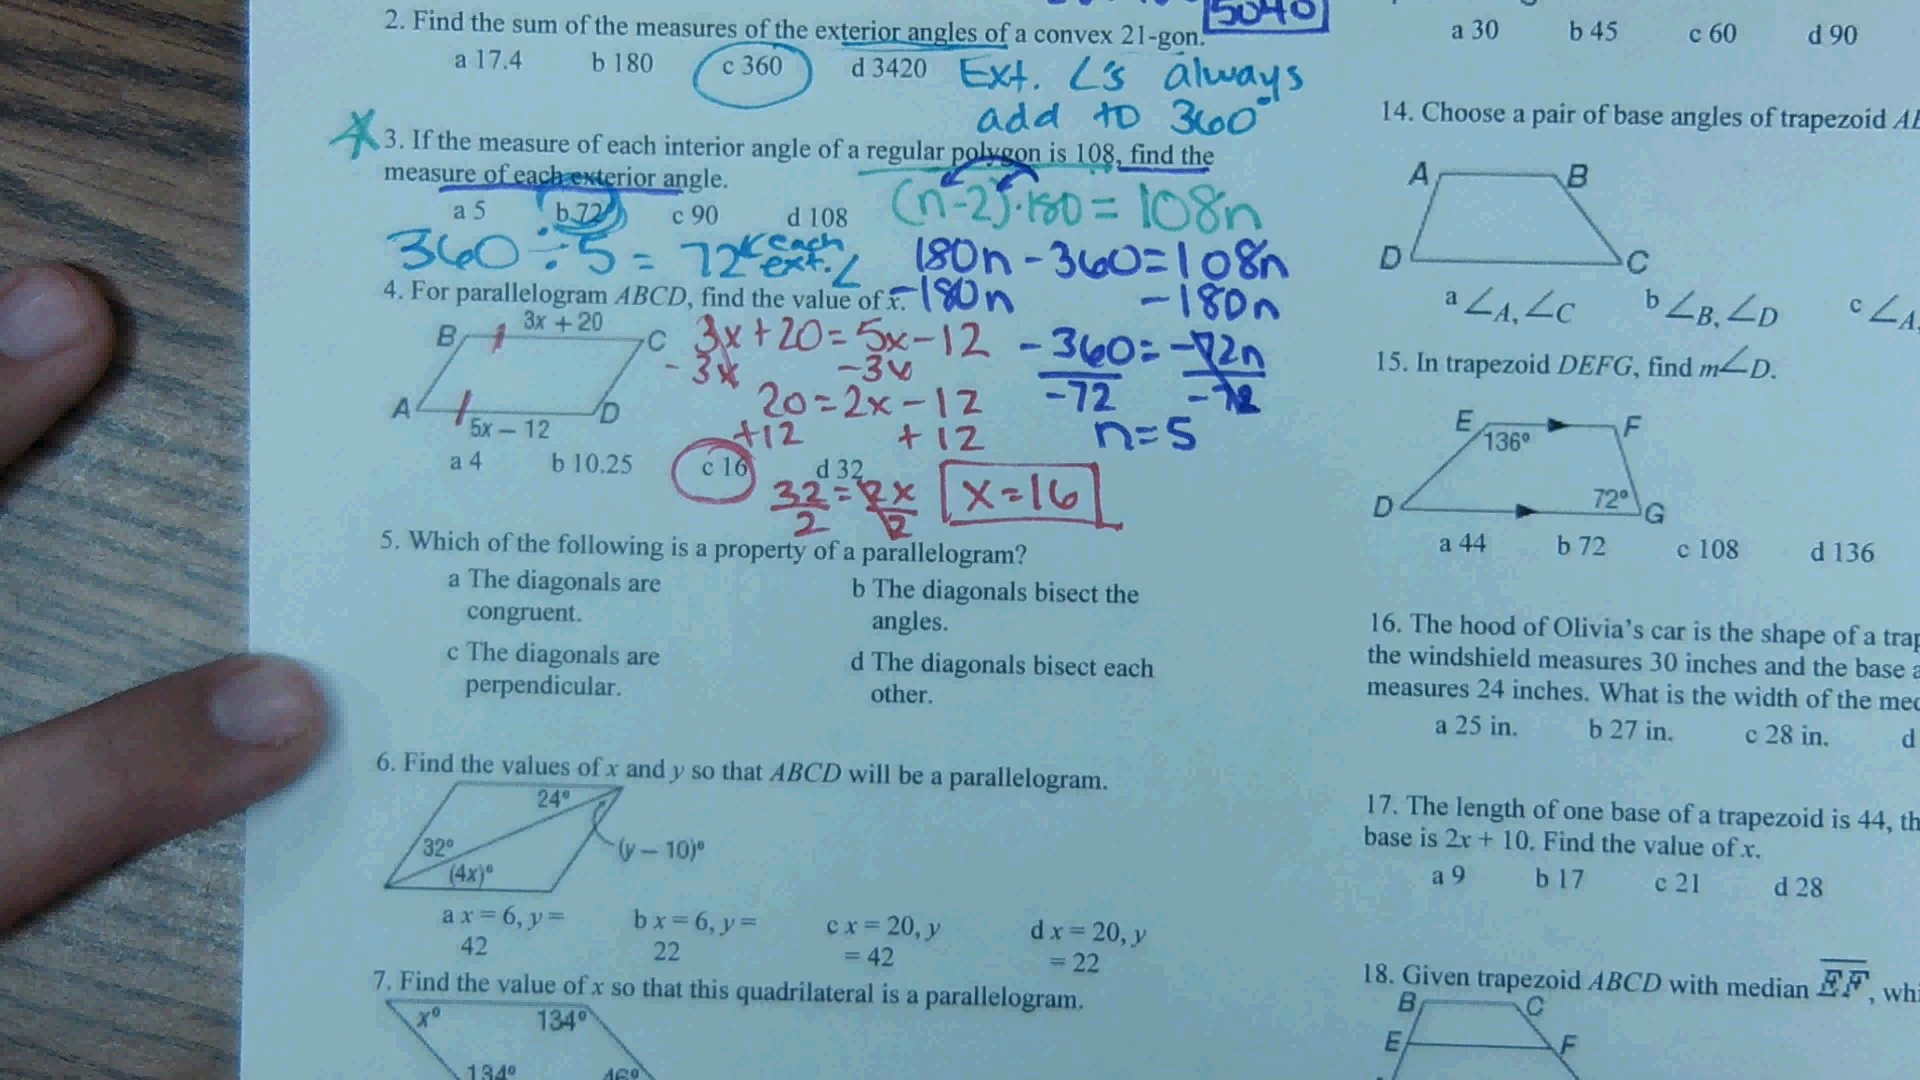 5040
2. Find the sum of the measures of the exterior angles of a convex 21-gon.
a 17.4 b 180 c 360 d 3420
Ext. ∠'s always
add to 360°
3. If the measure of each interior angle of a regular polygon is 108, find the
measure of each exterior angle.
a 5 b 72 c 90 d 108
(n-2)·180 = 108n
360 ÷ 5 = 72 ← each ext. ∠
180n - 360 = 108n
-180n -180n
-360 = -72n
-72 -72
n = 5
4. For parallelogram ABCD, find the value of x.
B 3x + 20 C
A 5x – 12 D
3x + 20 = 5x - 12
-3x -3x
20 = 2x - 12
+12 +12
a 4 b 10.25 c 16 d 32
32 = 2x
2 2
x = 16
5. Which of the following is a property of a parallelogram?
a The diagonals are
congruent.
b The diagonals bisect the
angles.
c The diagonals are
perpendicular.
d The diagonals bisect each
other.
6. Find the values of x and y so that ABCD will be a parallelogram.
24°
32°
(y – 10)°
(4x)°
a x = 6, y =
42
b x = 6, y =
22
c x = 20, y
= 42
d x = 20, y
= 22
7. Find the value of x so that this quadrilateral is a parallelogram.
x° 134°
134° 46°
a 30 b 45 c 60 d 90
14. Choose a pair of base angles of trapezoid
A B
D C
a ∠A, ∠C b ∠B, ∠D c ∠A,
15. In trapezoid DEFG, find m∠D.
E F
136°
72°
D G
a 44 b 72 c 108 d 136
16. The hood of Olivia's car is the shape of a
the windshield measures 30 inches and the base
measures 24 inches. What is the width of the
a 25 in. b 27 in. c 28 in. d
17. The length of one base of a trapezoid is 44,
base is 2x + 10. Find the value of x.
a 9 b 17 c 21 d 28
18. Given trapezoid ABCD with median EF,
B C
E F